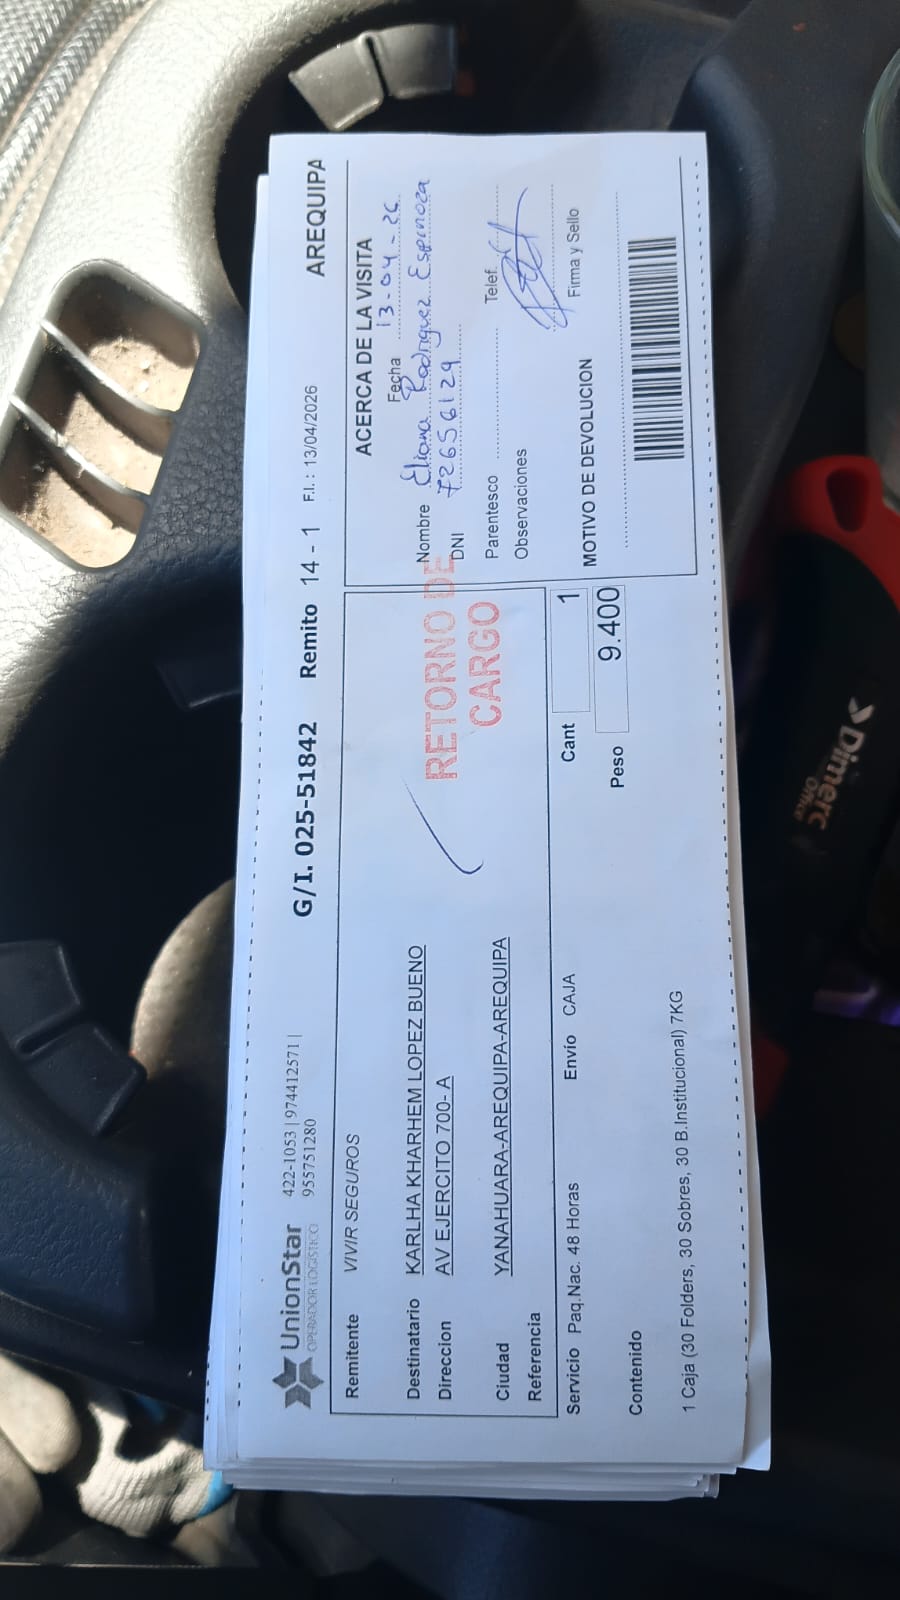 UnionStar
OPERADOR LOGÍSTICO
422-1053 | 974412571 |
955751280
G/I. 025-51842
Remito 14 - 1
F.I. : 13/04/2026
AREQUIPA
Remitente VIVIR SEGUROS
Destinatario KARLHA KHARHEM LOPEZ BUENO
Direccion AV EJERCITO 700- A
Ciudad YANAHUARA-AREQUIPA-AREQUIPA
Referencia
RETORNO DE
CARGO
Servicio Paq.Nac. 48 Horas Envío CAJA Cant 1
Peso 9.400
Contenido
1 Caja (30 Folders, 30 Sobres, 30 B.Institucional) 7KG
ACERCA DE LA VISITA
Fecha 13-04-26
Nombre Eliana Rodriguez Espinoza
DNI 72656129
Parentesco Telef
Observaciones
Firma y Sello
MOTIVO DE DEVOLUCION
Dimerc
Office